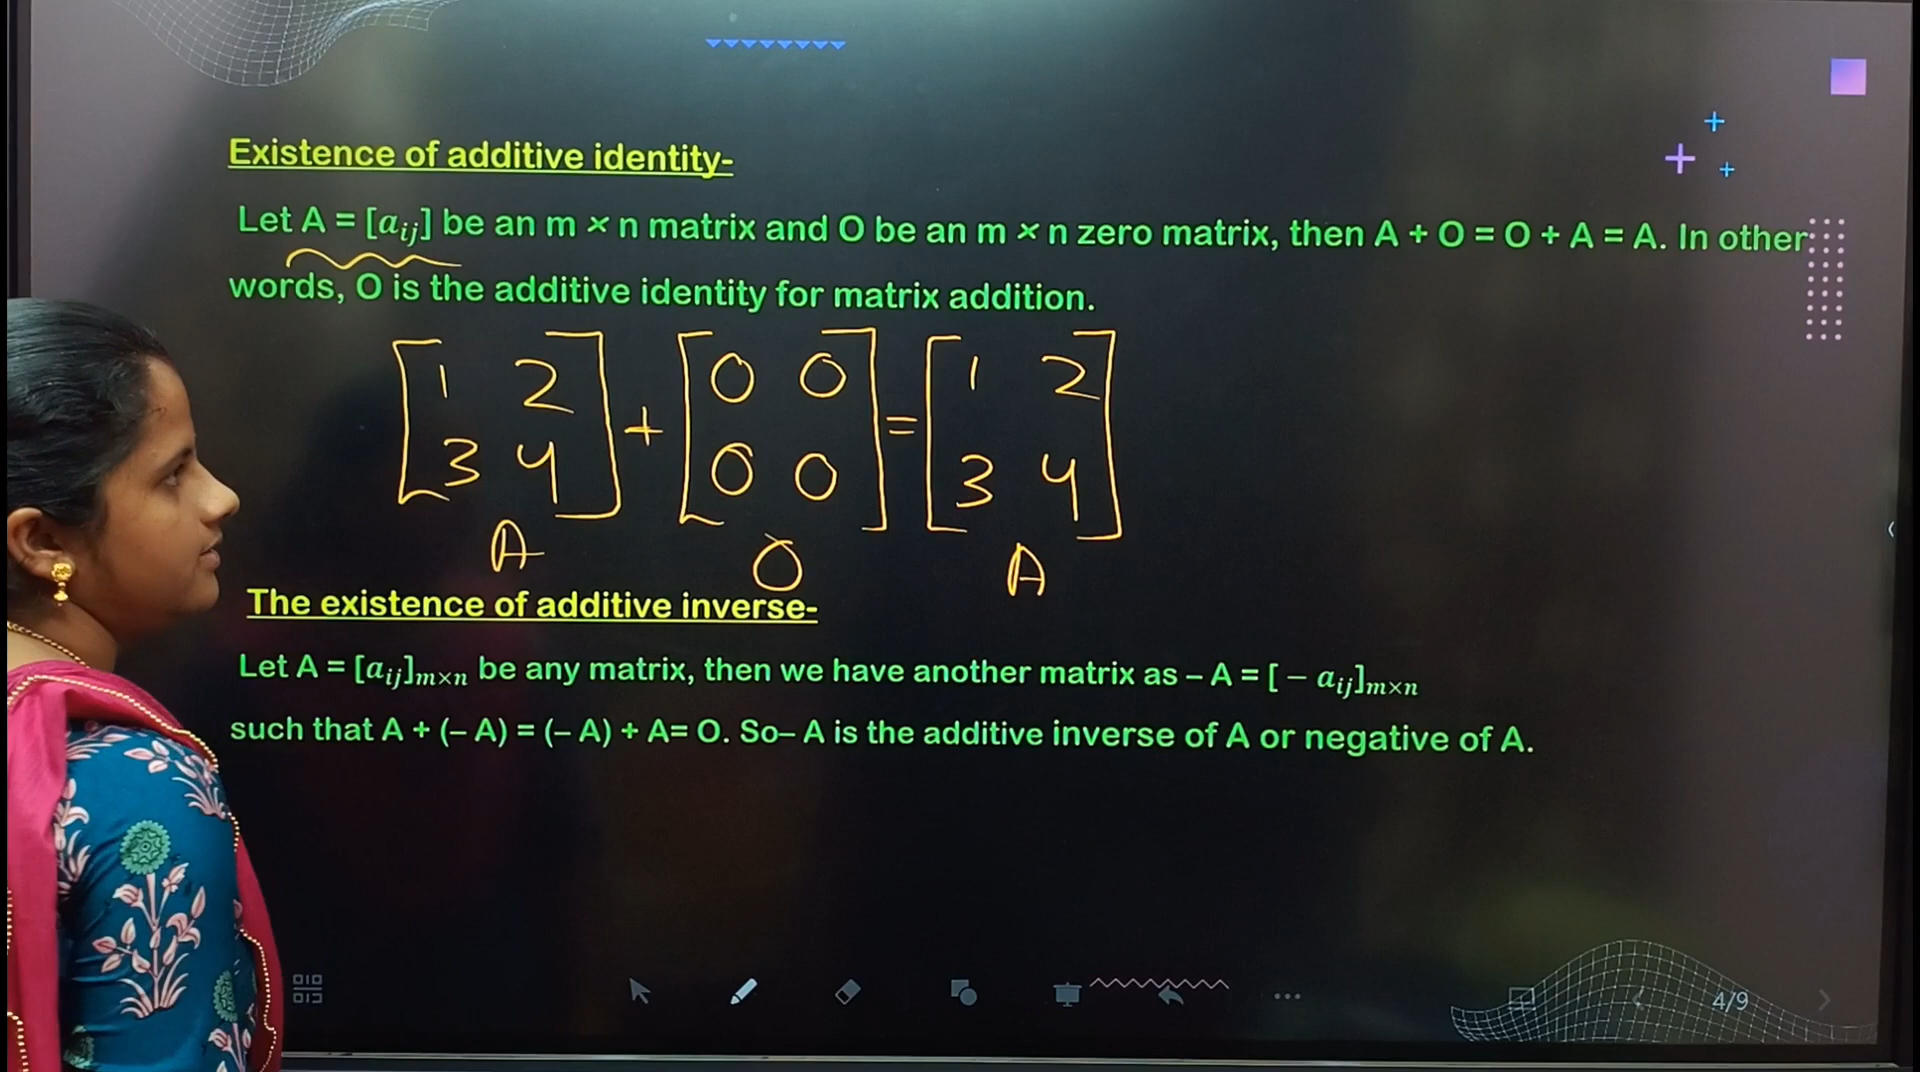 Existence of additive identity-
Let A = [aij] be an m × n matrix and O be an m × n zero matrix, then A + O = O + A = A. In other
words, O is the additive identity for matrix addition.
[1 2 3 4] + [0 0 0 0] = [1 2 3 4]
A O A
The existence of additive inverse-
Let A = [aij]m×n be any matrix, then we have another matrix as – A = [ – aij]m×n
such that A + (– A) = (– A) + A= O. So– A is the additive inverse of A or negative of A.
4/9